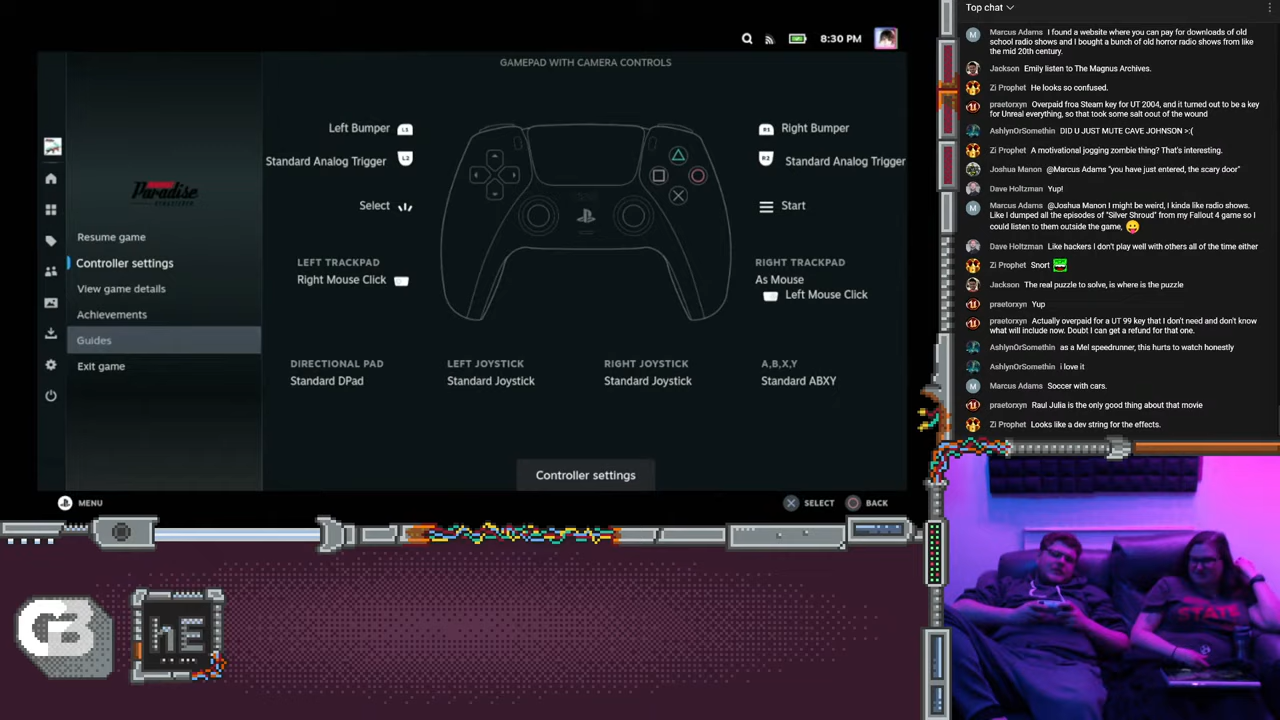 8:30 PM
GAMEPAD WITH CAMERA CONTROLS
Left Bumper L1
Standard Analog Trigger L2
Select
R1 Right Bumper
R2 Standard Analog Trigger
Start
LEFT TRACKPAD
Right Mouse Click
RIGHT TRACKPAD
As Mouse
Left Mouse Click
DIRECTIONAL PAD
Standard DPad
LEFT JOYSTICK
Standard Joystick
RIGHT JOYSTICK
Standard Joystick
A,B,X,Y
Standard ABXY
Controller settings
Paradise
Resume game
Controller settings
View game details
Achievements
Guides
Exit game
MENU
SELECT
BACK
Top chat
Marcus Adams I found a website where you can pay for downloads of old
school radio shows and I bought a bunch of old horror radio shows from like
the mid 20th century.
Jackson Emily listen to The Magnus Archives.
Zi Prophet He looks so confused.
praetorxyn Overpaid froa Steam key for UT 2004, and it turned out to be a key
for Unreal everything, so that took some salt oout of the wound
AshlynOrSomethin DID U JUST MUTE CAVE JOHNSON >:(
Zi Prophet A motivational jogging zombie thing? That's interesting.
Joshua Manon @Marcus Adams "you have just entered, the scary door"
Dave Holtzman Yup!
Marcus Adams @Joshua Manon I might be weird, I kinda like radio shows.
Like I dumped all the episodes of "Silver Shroud" from my Fallout 4 game so I
could listen to them outside the game,
Dave Holtzman Like hackers I don't play well with others all of the time either
Zi Prophet Snort
Jackson The real puzzle to solve, is where is the puzzle
praetorxyn Yup
praetorxyn Actually overpaid for a UT 99 key that I don't need and don't know
what will include now. Doubt I can get a refund for that one.
AshlynOrSomethin as a Mel speedrunner, this hurts to watch honestly
AshlynOrSomethin i love it
Marcus Adams Soccer with cars.
praetorxyn Raul Julia is the only good thing about that movie
Zi Prophet Looks like a dev string for the effects.
STATE
GB
hE